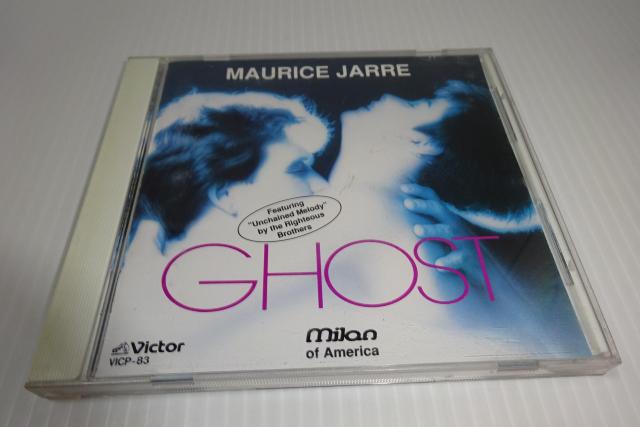 MAURICE JARRE
Featuring
"Unchained Melody"
by the Righteous
Brothers
GHOST
Victor
VICP-83
milan
of America